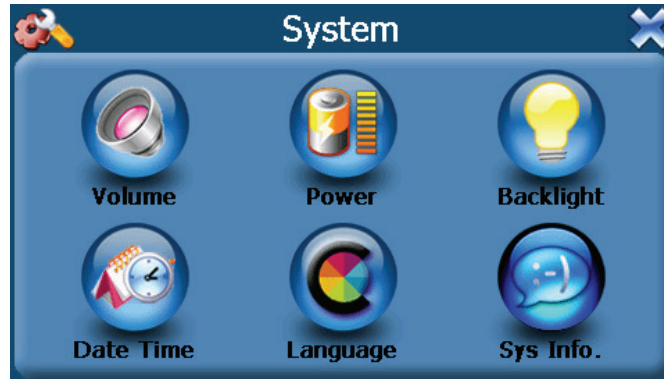 System
Volume
Power
Backlight
Date Time
Language
Sys Info.